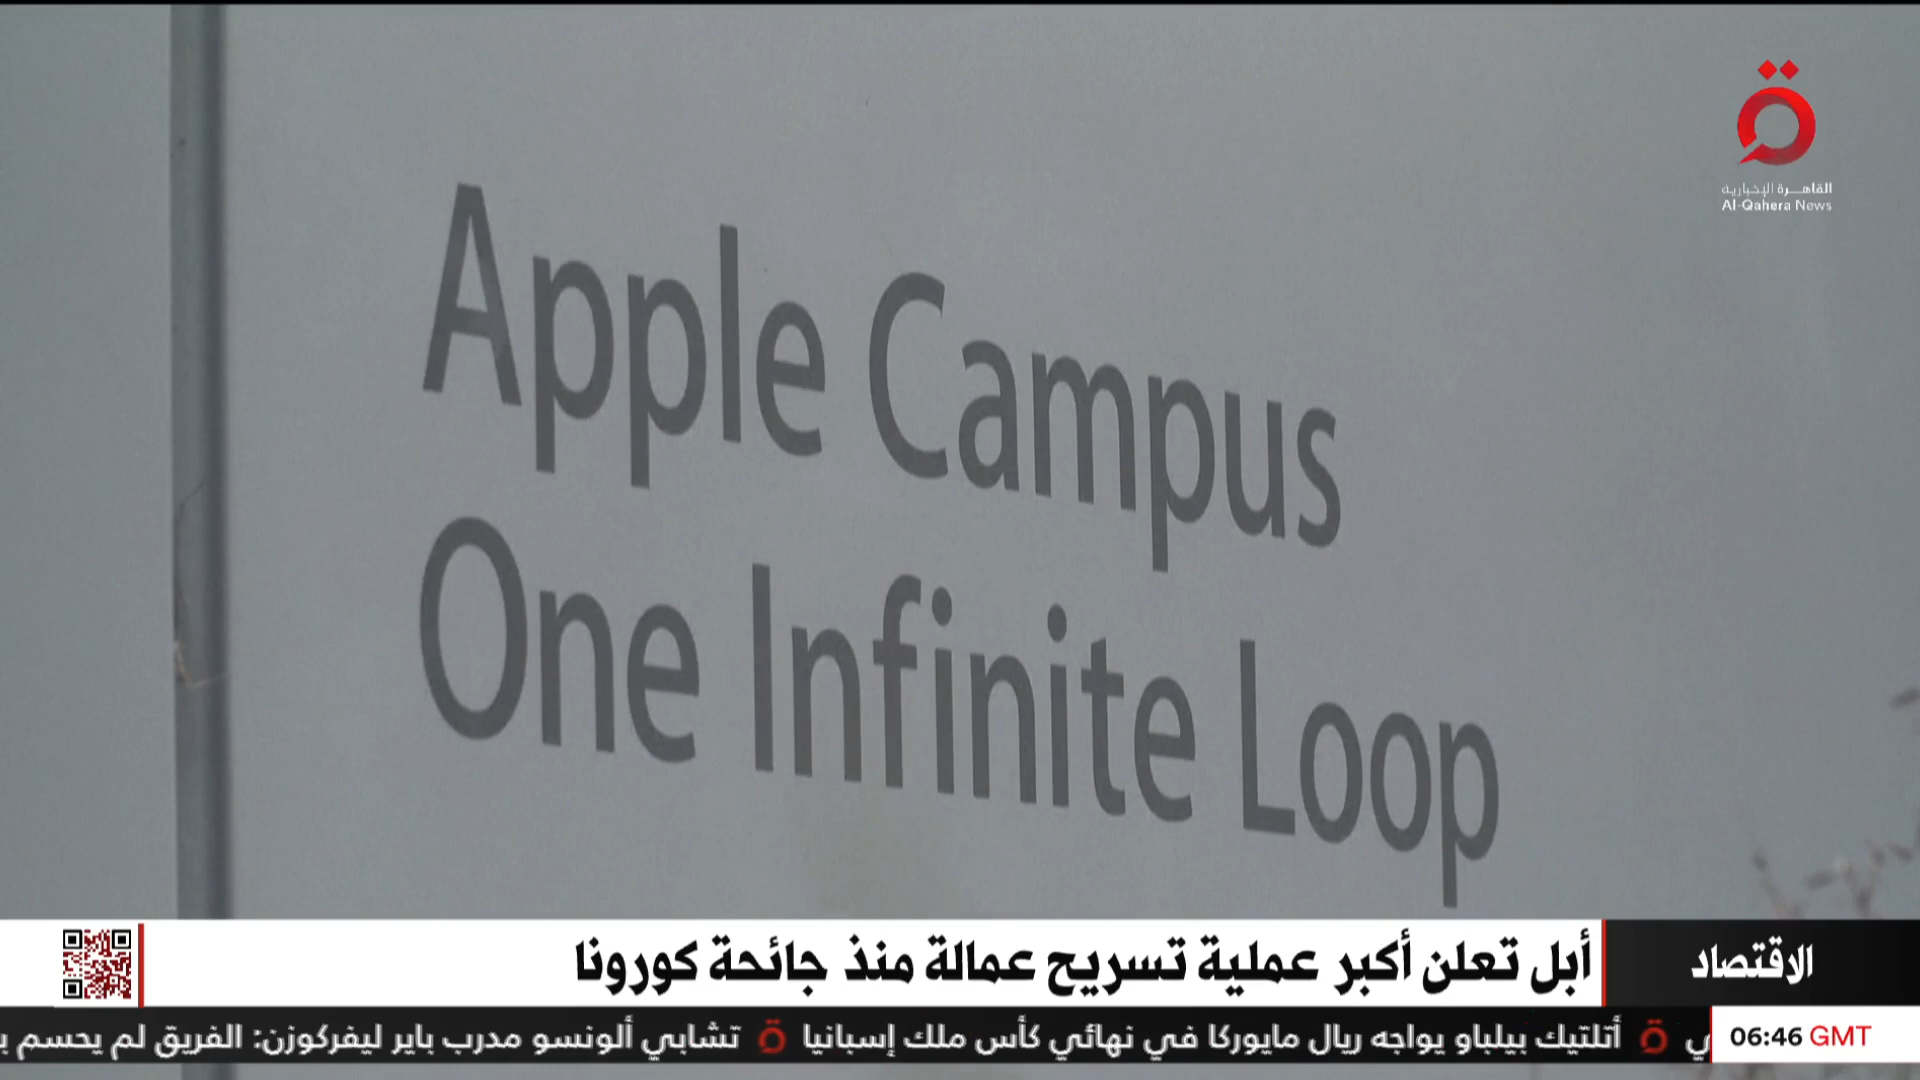 القاهـرة الإخبارية
Al-Qahera News
Apple Campus
One Infinite Loop
الاقتصاد
أبل تعلن أكبر عملية تسريح عمالة منذ جائحة كورونا
أتلتيك بيلباو يواجه ريال مايوركا في نهائي كأس ملك إسبانيا
تشابي ألونسو مدرب باير ليفركوزن: الفريق لم يحسم
06:46 GMT